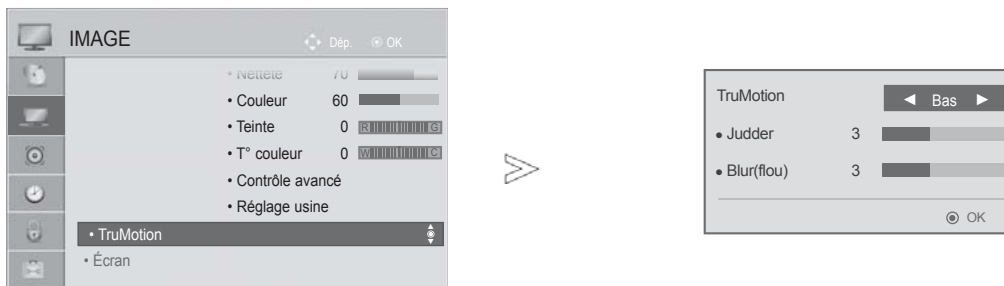 IMAGE
Dép. OK
• Netteté 70
• Couleur 60
• Teinte 0 R G
• T° couleur 0 W C
• Contrôle avancé
• Réglage usine
• TruMotion
• Écran
TruMotion ◄ Bas ►
• Judder 3
• Blur(flou) 3
OK